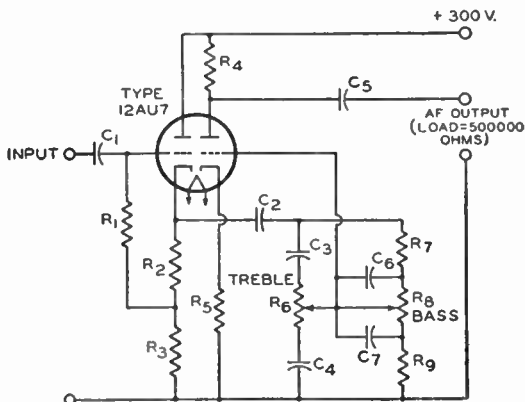 + 300 V.
R4
C5
TYPE
12AU7
AF OUTPUT
(LOAD=500000
OHMS)
C1
INPUT
C2
R1
R2
C3
R7
C6
TREBLE
R6
R8
BASS
R5
R3
C7
C4
R9